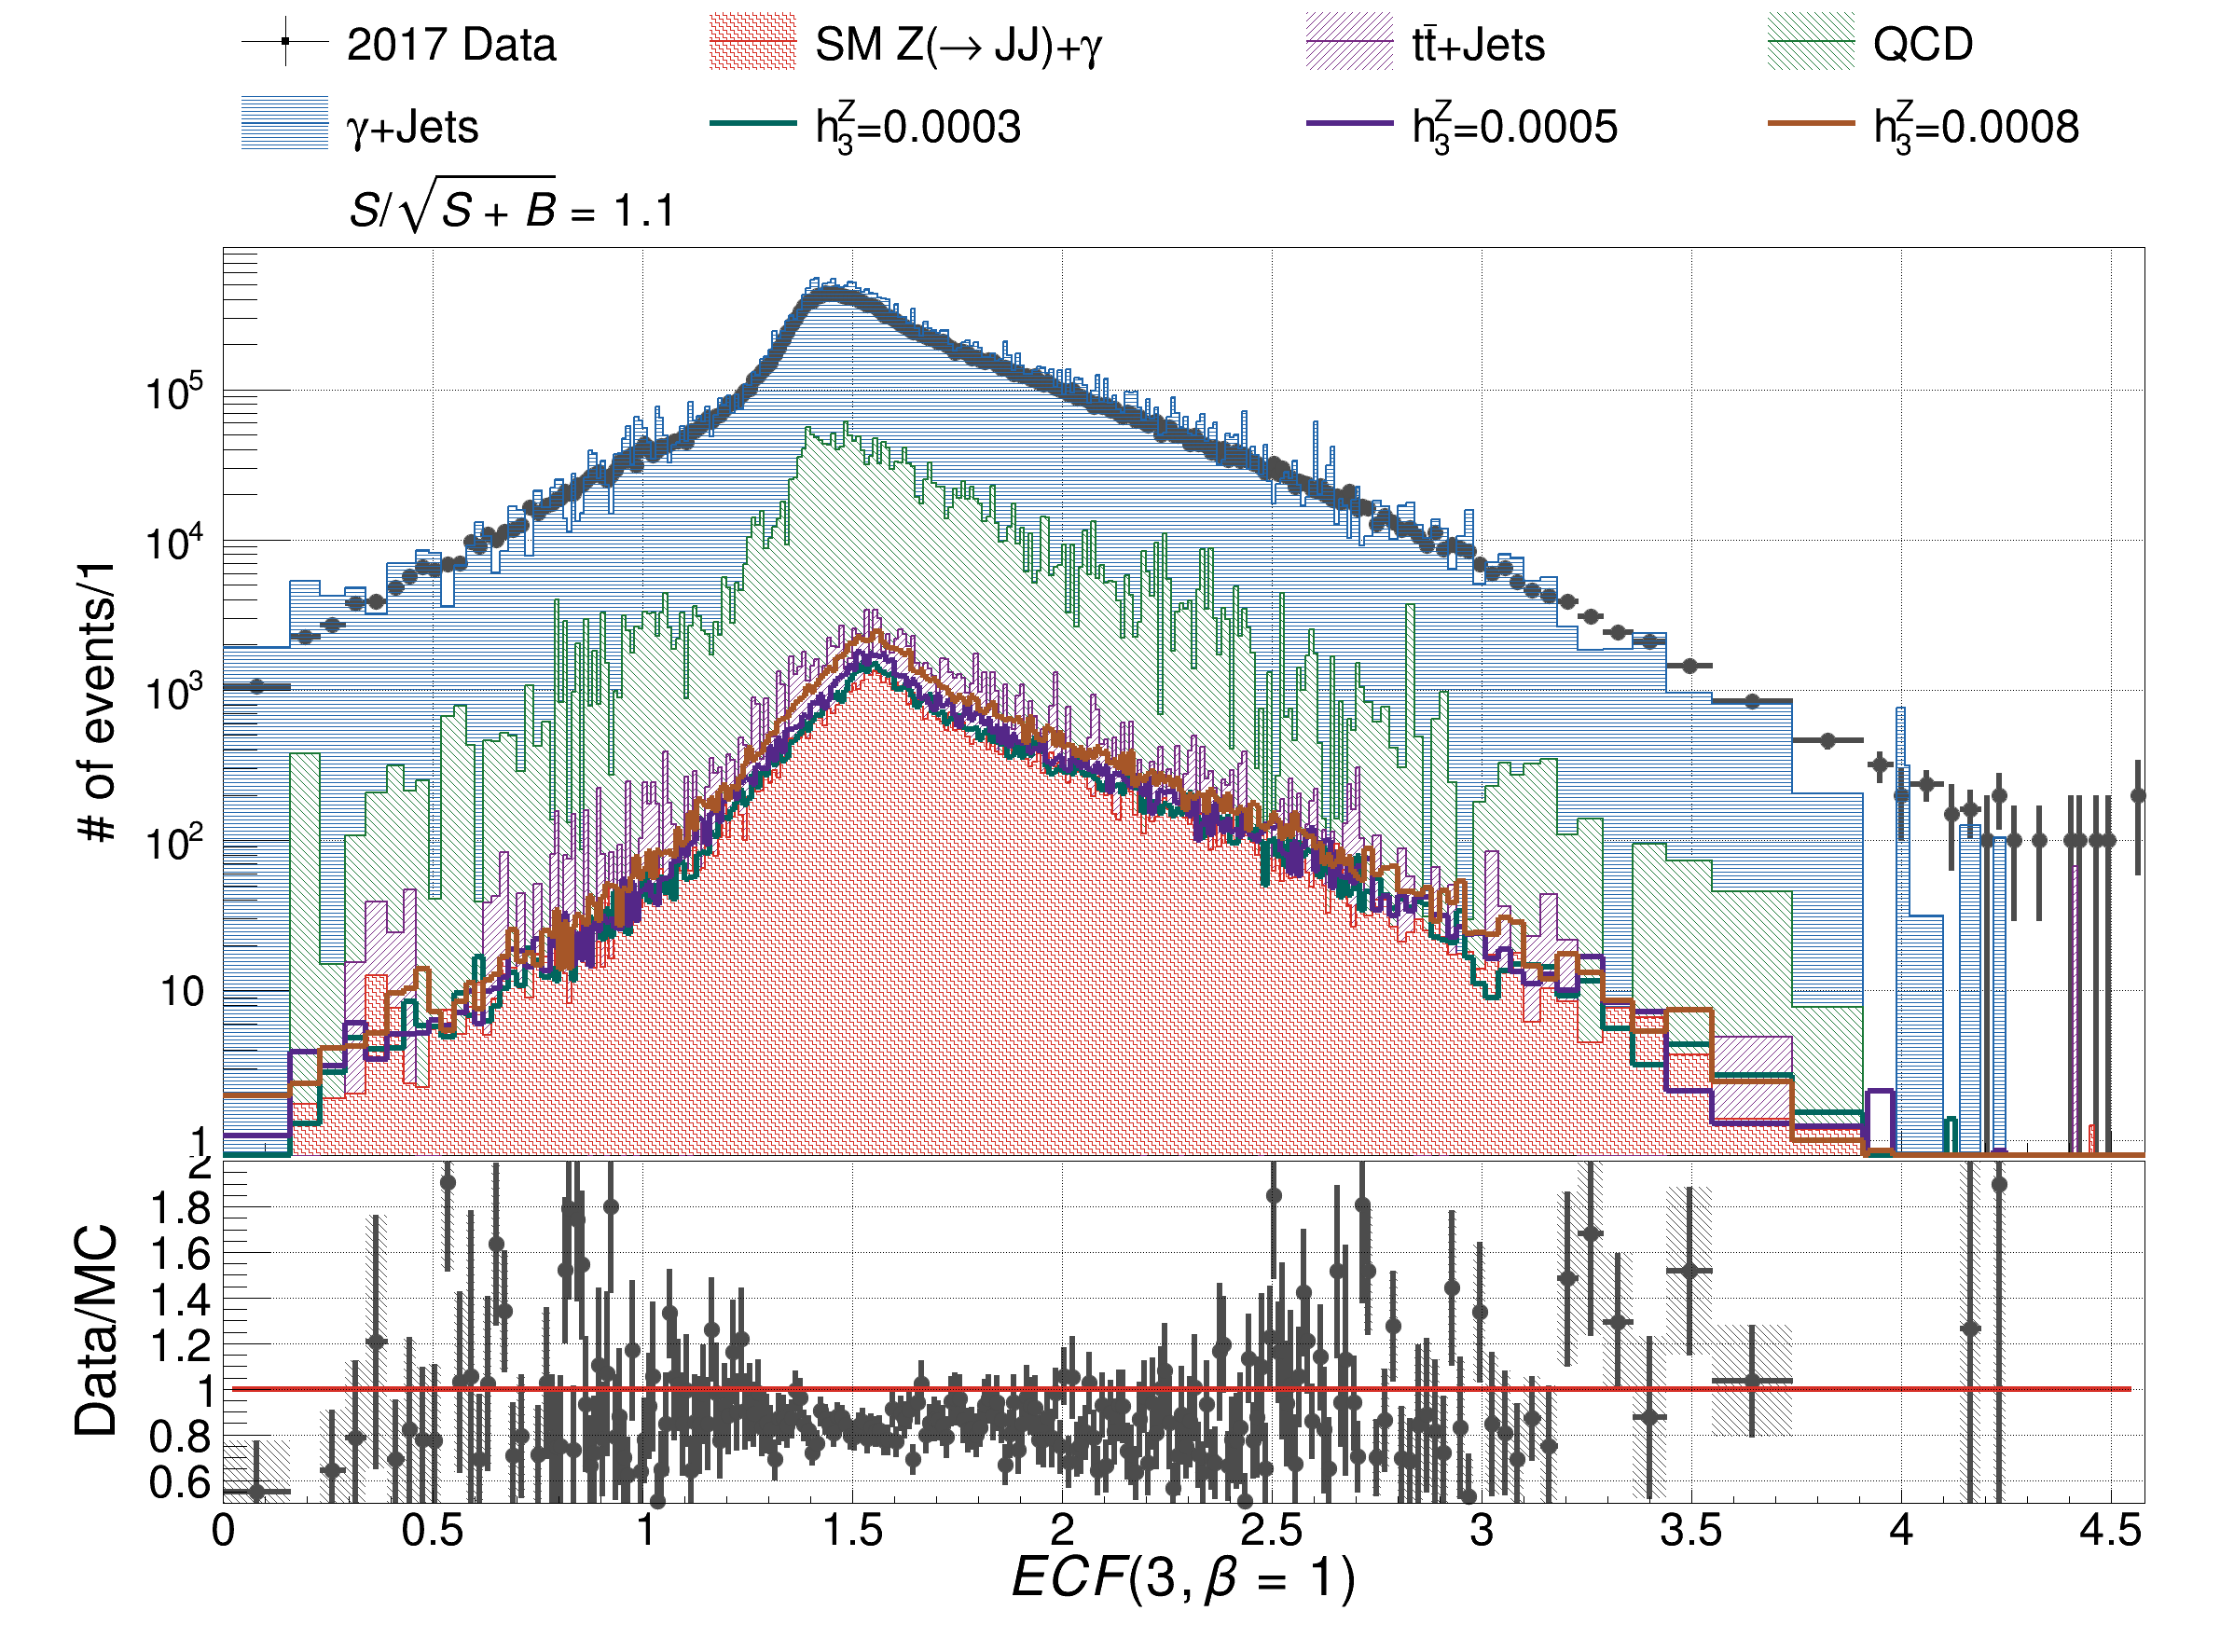 2017 Data SM Z(→ JJ)+γ tt̄+Jets QCD
γ+Jets h₃ᶻ=0.0003 h₃ᶻ=0.0005 h₃ᶻ=0.0008
S/√S + B = 1.1
# of events/1
10⁵
10⁴
10³
10²
10
1
Data/MC
2
1.8
1.6
1.4
1.2
1
0.8
0.6
0 0.5 1 1.5 2 2.5 3 3.5 4 4.5
ECF(3, β = 1)